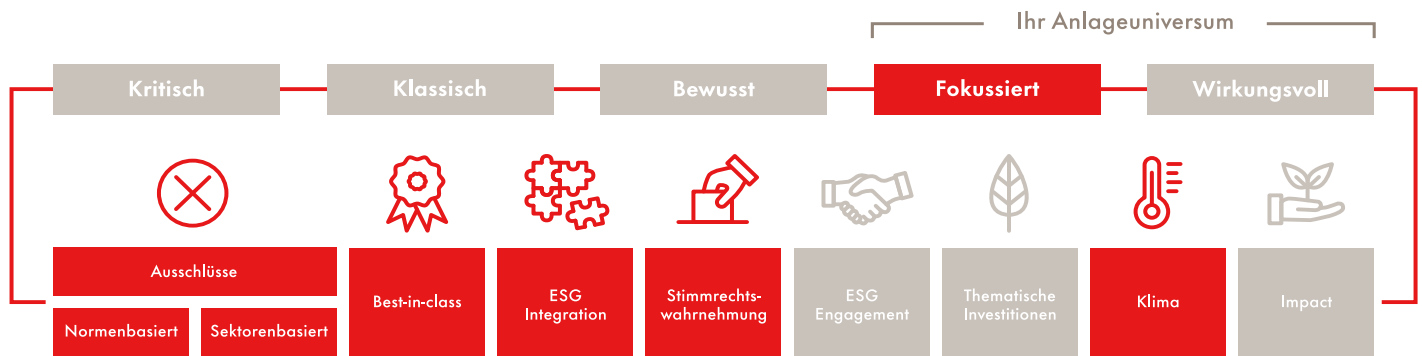 Ihr Anlageuniversum
Kritisch
Klassisch
Bewusst
Fokussiert
Wirkungsvoll
Ausschlüsse
Normenbasiert
Sektorenbasiert
Best-in-class
ESG
Integration
Stimmrechts-
wahrnehmung
ESG
Engagement
Thematische
Investitionen
Klima
Impact